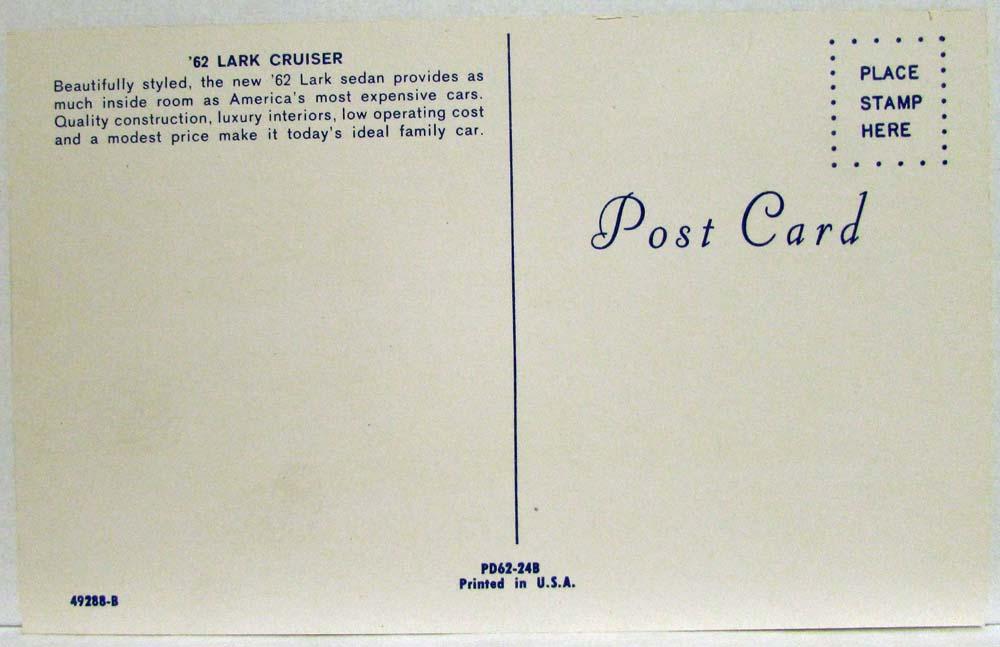 '62 LARK CRUISER
Beautifully styled, the new '62 Lark sedan provides as
much inside room as America's most expensive cars.
Quality construction, luxury interiors, low operating cost
and a modest price make it today's ideal family car.
PLACE
STAMP
HERE
Post Card
PD62-24B
Printed in U.S.A.
49288-B